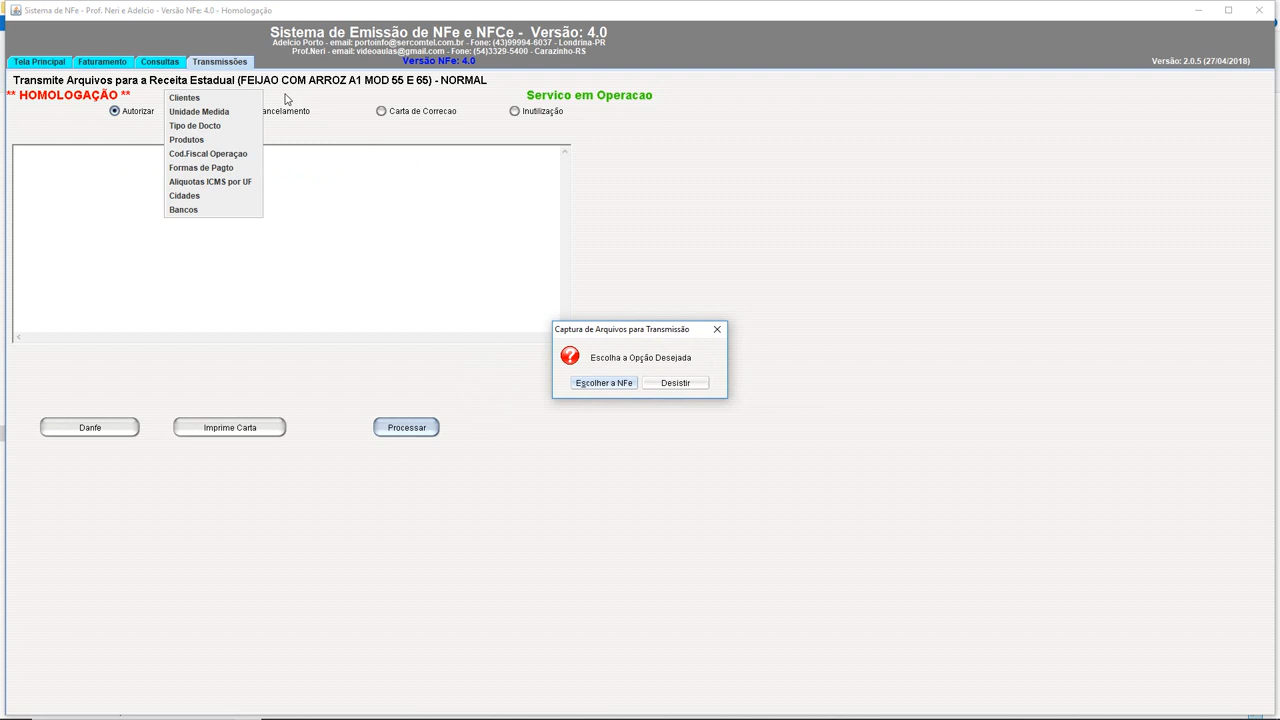 Sistema de NFe - Prof. Neri e Adelcio - Versão NFe: 4.0 - Homologação
Sistema de Emissão de NFe e NFCe - Versão: 4.0
Adelcio Porto - email: portoinfo@sercomtel.com.br - Fone: (43)99994-6037 - Londrina-PR
Prof.Neri - email: videoaulas@gmail.com - Fone: (54)3329-5400 - Carazinho-RS
Versão NFe: 4.0
Tela Principal Faturamento Consultas Transmissões
Versão: 2.0.5 (27/04/2018)
Transmite Arquivos para a Receita Estadual (FEIJAO COM ARROZ A1 MOD 55 E 65) - NORMAL
** HOMOLOGAÇÃO **
Servico em Operacao
Autorizar ancelamento Carta de Correcao Inutilização
Clientes
Unidade Medida
Tipo de Docto
Produtos
Cod.Fiscal Operaçao
Formas de Pagto
Aliquotas ICMS por UF
Cidades
Bancos
Captura de Arquivos para Transmissão
Escolha a Opção Desejada
Escolher a NFe Desistir
Danfe Imprime Carta Processar